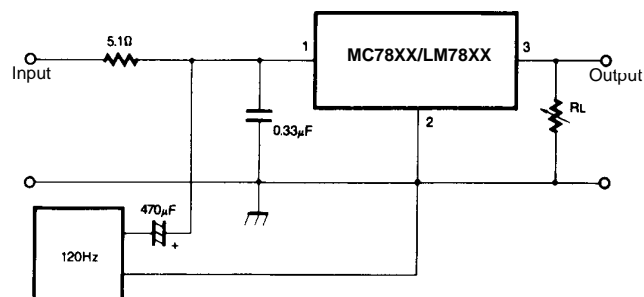 5.1Ω
Input
1
MC78XX/LM78XX
3
Output
0.33μF
2
RL
470μF
+
120Hz